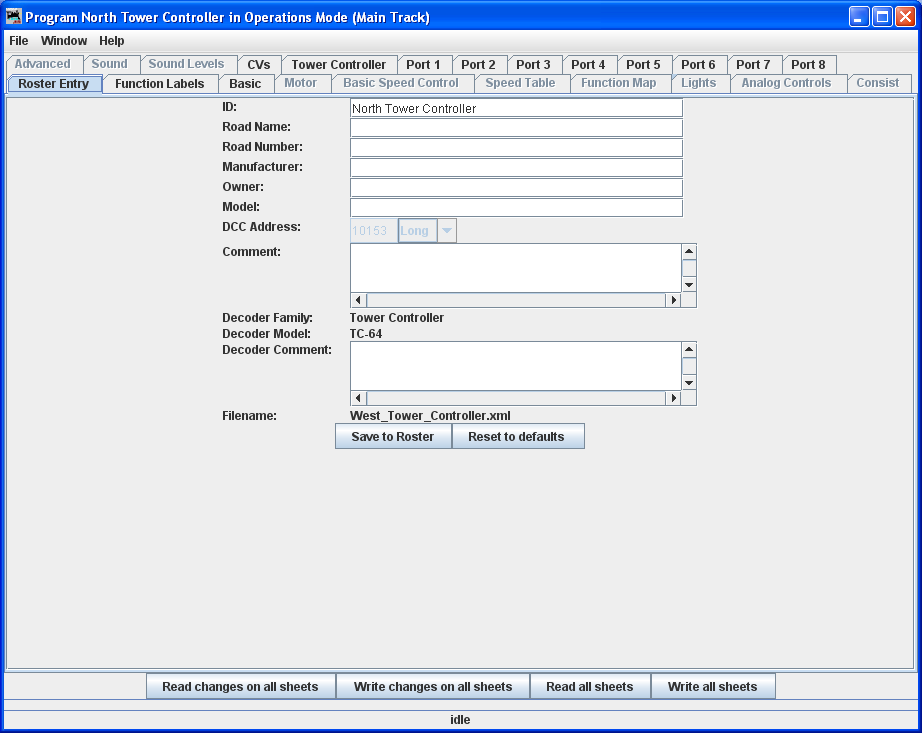 Program North Tower Controller in Operations Mode (Main Track)
File Window Help
Advanced Sound Sound Levels CVs Tower Controller Port 1 Port 2 Port 3 Port 4 Port 5 Port 6 Port 7 Port 8
Roster Entry Function Labels Basic Motor Basic Speed Control Speed Table Function Map Lights Analog Controls Consist
ID: North Tower Controller
Road Name:
Road Number:
Manufacturer:
Owner:
Model:
DCC Address: 10153 Long
Comment:
Decoder Family: Tower Controller
Decoder Model: TC-64
Decoder Comment:
Filename: West_Tower_Controller.xml
Save to Roster Reset to defaults
Read changes on all sheets Write changes on all sheets Read all sheets Write all sheets
idle